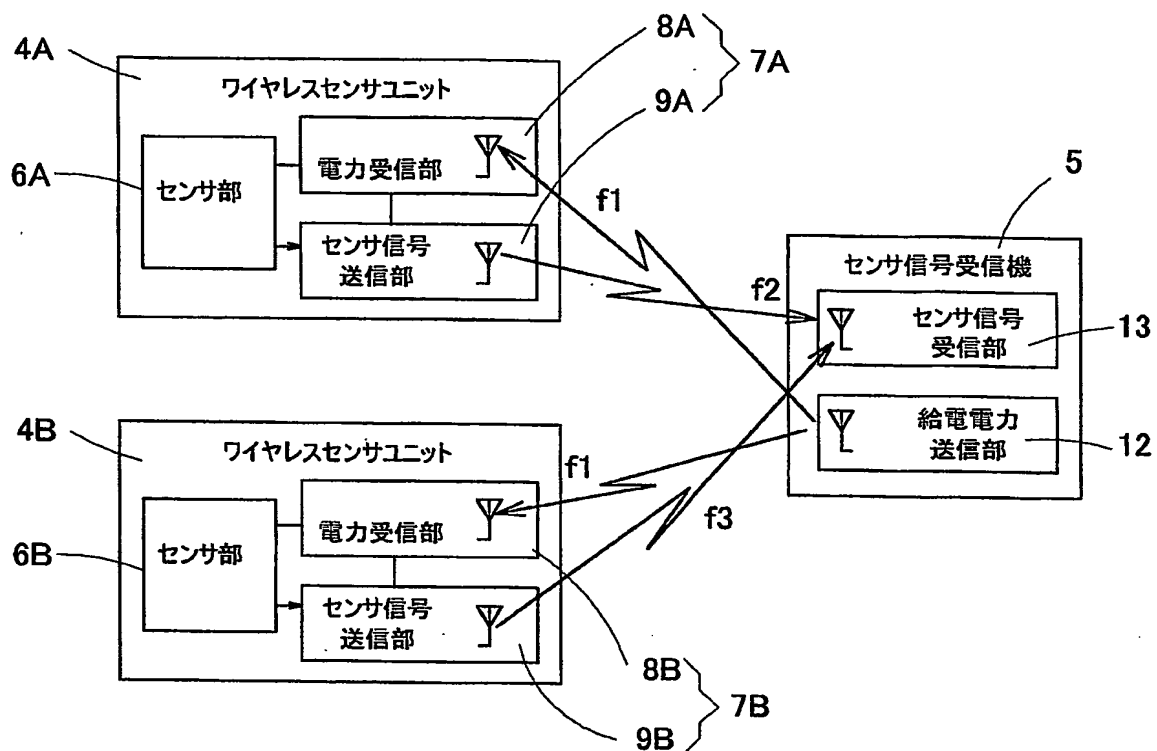 4A
ワイヤレスセンサユニット
8A
7A
9A
6A
センサ部
電力受信部
センサ信号
送信部
f1
f2
5
センサ信号受信機
センサ信号
受信部
13
給電電力
送信部
12
4B
ワイヤレスセンサユニット
f1
f3
6B
センサ部
電力受信部
センサ信号
送信部
8B
7B
9B